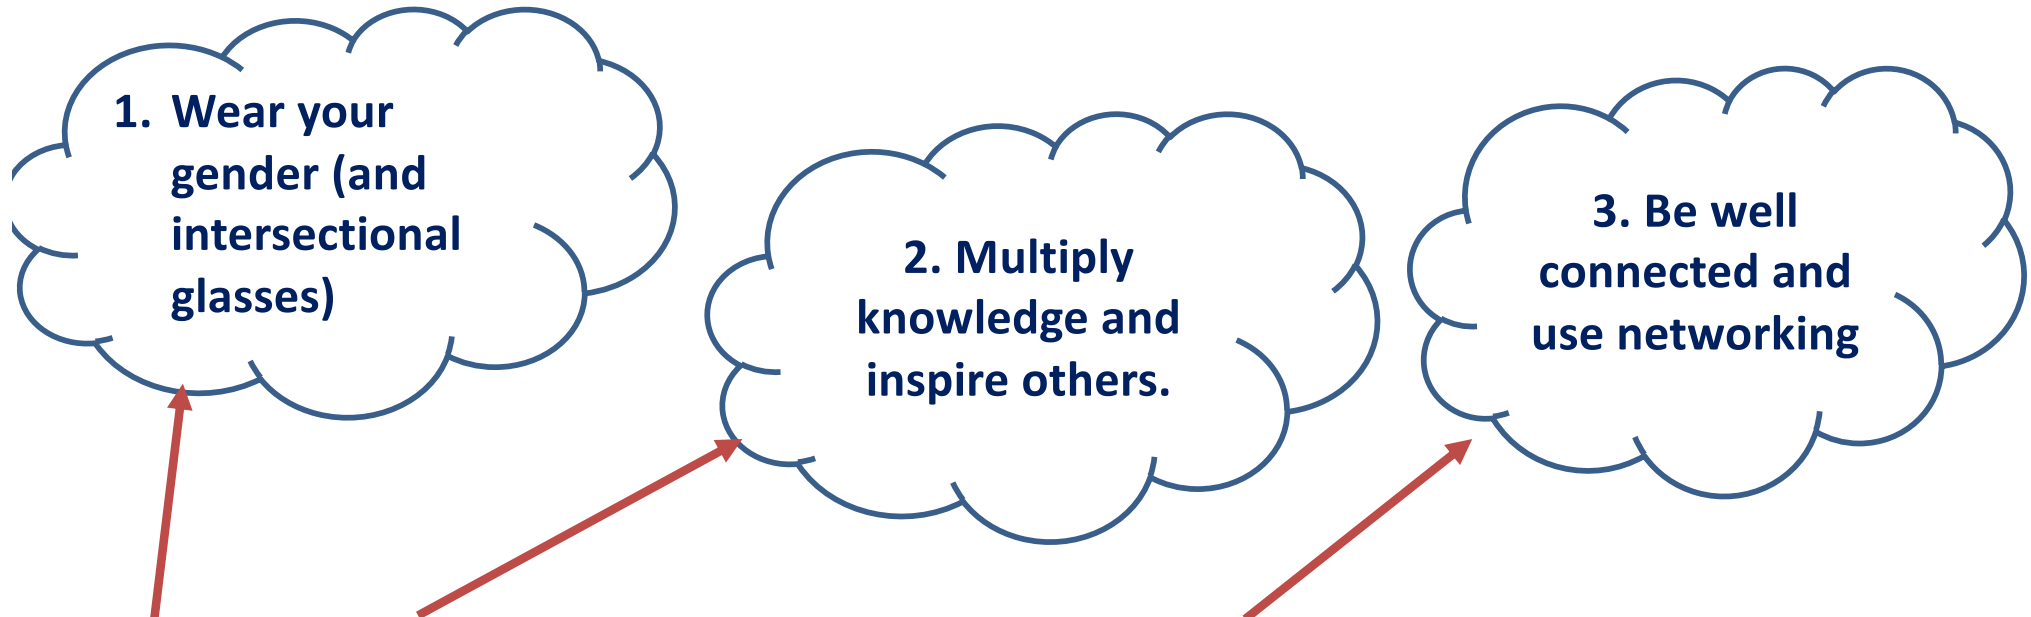 1. Wear your
gender (and
intersectional
glasses)
2. Multiply
knowledge and
inspire others.
3. Be well
connected and
use networking